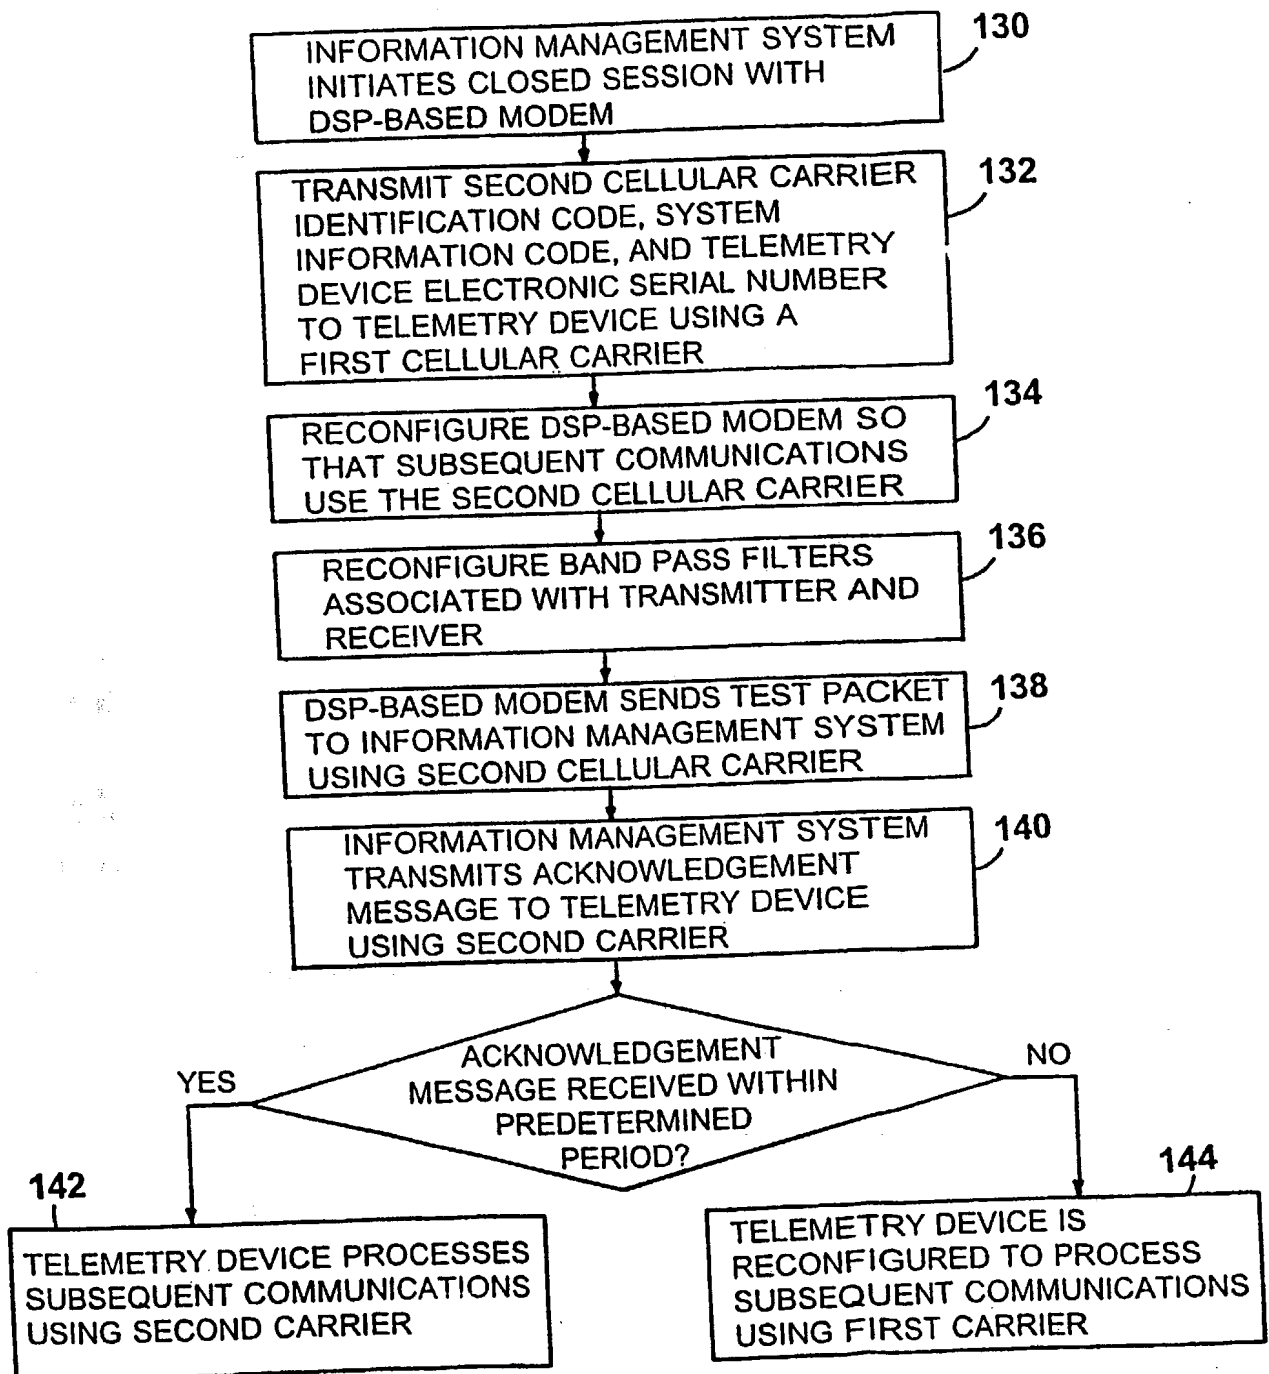 130
INFORMATION MANAGEMENT SYSTEM
INITIATES CLOSED SESSION WITH
DSP-BASED MODEM
132
TRANSMIT SECOND CELLULAR CARRIER
IDENTIFICATION CODE, SYSTEM
INFORMATION CODE, AND TELEMETRY
DEVICE ELECTRONIC SERIAL NUMBER
TO TELEMETRY DEVICE USING A
FIRST CELLULAR CARRIER
134
RECONFIGURE DSP-BASED MODEM SO
THAT SUBSEQUENT COMMUNICATIONS
USE THE SECOND CELLULAR CARRIER
136
RECONFIGURE BAND PASS FILTERS
ASSOCIATED WITH TRANSMITTER AND
RECEIVER
138
DSP-BASED MODEM SENDS TEST PACKET
TO INFORMATION MANAGEMENT SYSTEM
USING SECOND CELLULAR CARRIER
140
INFORMATION MANAGEMENT SYSTEM
TRANSMITS ACKNOWLEDGEMENT
MESSAGE TO TELEMETRY DEVICE
USING SECOND CARRIER
ACKNOWLEDGEMENT
MESSAGE RECEIVED WITHIN
PREDETERMINED
PERIOD?
YES
NO
142
TELEMETRY DEVICE PROCESSES
SUBSEQUENT COMMUNICATIONS
USING SECOND CARRIER
144
TELEMETRY DEVICE IS
RECONFIGURED TO PROCESS
SUBSEQUENT COMMUNICATIONS
USING FIRST CARRIER